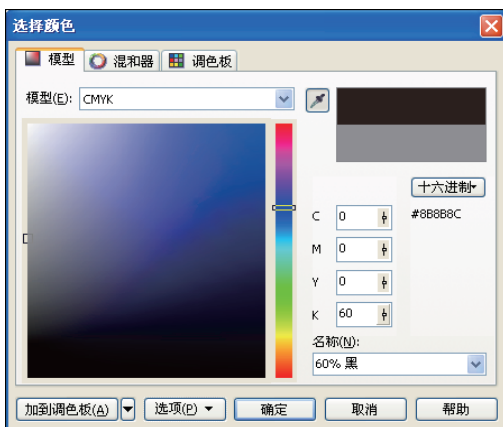 选择颜色
模型 混和器 调色板
模型(E): CMYK
十六进制
C 0 #8B8B8C
M 0
Y 0
K 60
名称(N):
60% 黑
加到调色板(A) 选项(P) 确定 取消 帮助